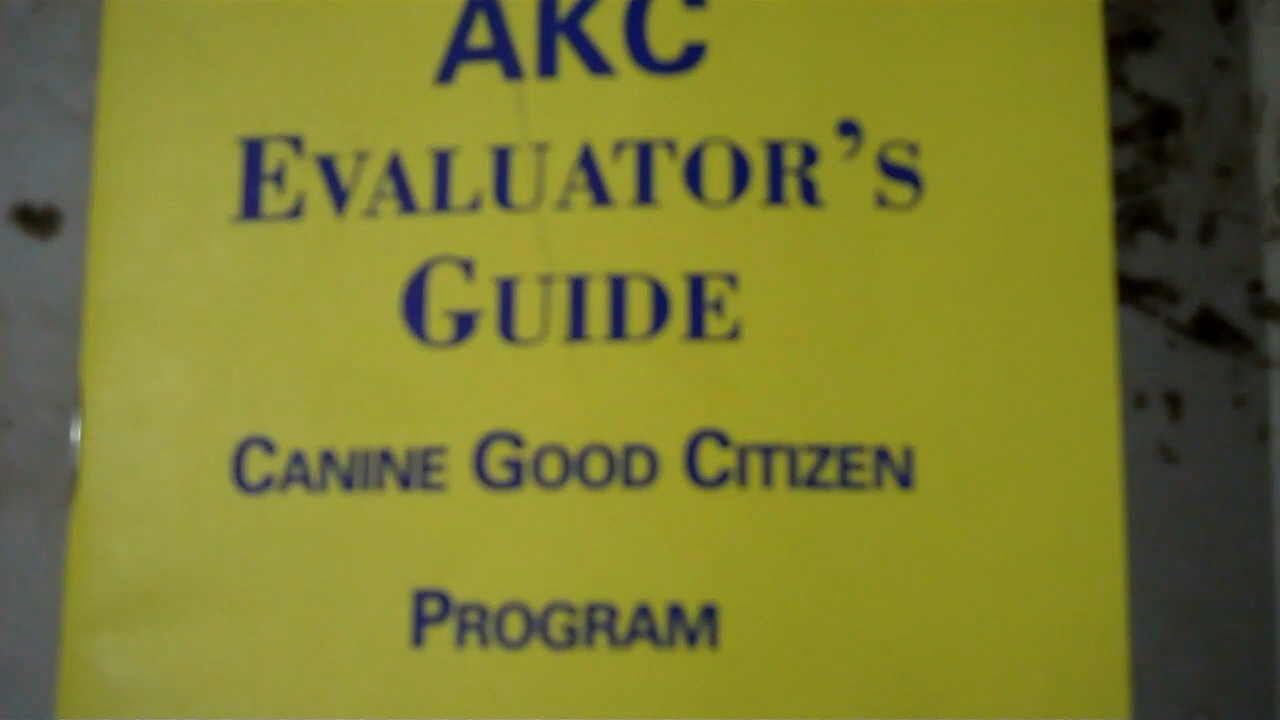 AKC
EVALUATOR'S
GUIDE
CANINE GOOD CITIZEN
PROGRAM